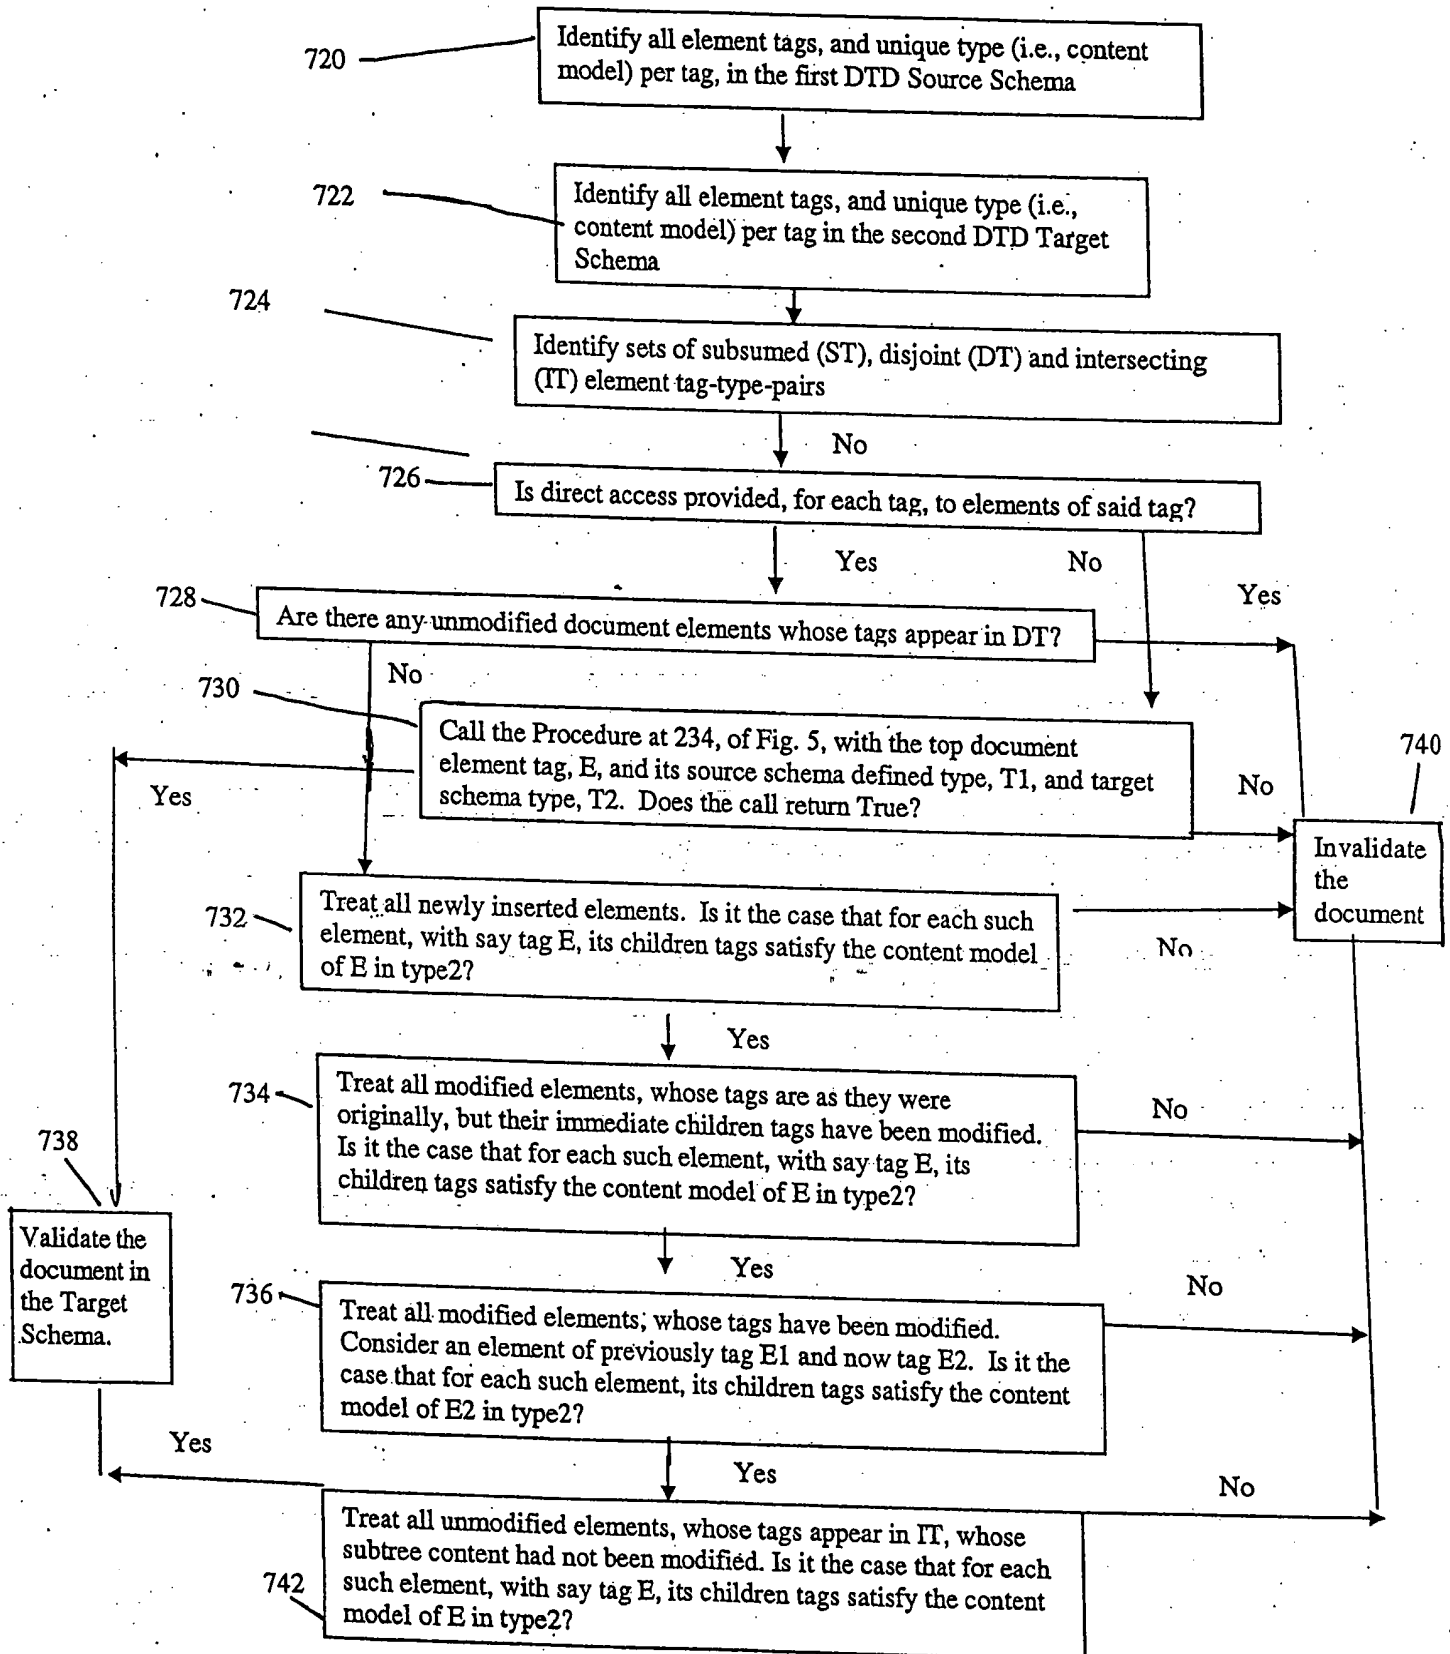 720
Identify all element tags, and unique type (i.e., content
model) per tag, in the first DTD Source Schema
722
Identify all element tags, and unique type (i.e.,
content model) per tag in the second DTD Target
Schema
724
Identify sets of subsumed (ST), disjoint (DT) and intersecting
(IT) element tag-type-pairs
No
726
Is direct access provided, for each tag, to elements of said tag?
Yes
No
Yes
728
Are there any unmodified document elements whose tags appear in DT?
No
730
Call the Procedure at 234, of Fig. 5, with the top document
element tag, E, and its source schema defined type, T1, and target
schema type, T2. Does the call return True?
Yes
No
740
Invalidate
the
document
732
Treat all newly inserted elements. Is it the case that for each such
element, with say tag E, its children tags satisfy the content model
of E in type2?
No
Yes
734
Treat all modified elements, whose tags are as they were
originally, but their immediate children tags have been modified.
Is it the case that for each such element, with say tag E, its
children tags satisfy the content model of E in type2?
No
738
Validate the
document in
the Target
Schema.
Yes
736
Treat all modified elements, whose tags have been modified.
Consider an element of previously tag E1 and now tag E2. Is it the
case that for each such element, its children tags satisfy the content
model of E2 in type2?
No
Yes
Yes
No
742
Treat all unmodified elements, whose tags appear in IT, whose
subtree content had not been modified. Is it the case that for each
such element, with say tag E, its children tags satisfy the content
model of E in type2?